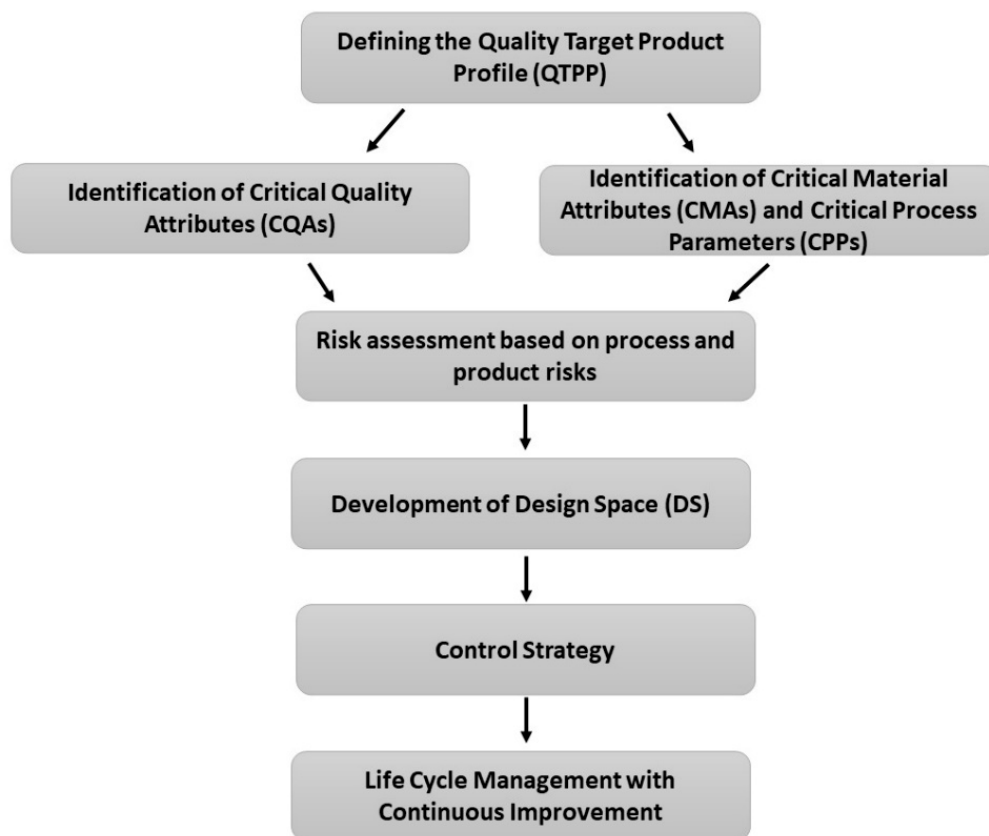 Defining the Quality Target Product
Profile (QTPP)
Identification of Critical Quality
Attributes (CQAs)
Identification of Critical Material
Attributes (CMAs) and Critical Process
Parameters (CPPs)
Risk assessment based on process and
product risks
Development of Design Space (DS)
Control Strategy
Life Cycle Management with
Continuous Improvement